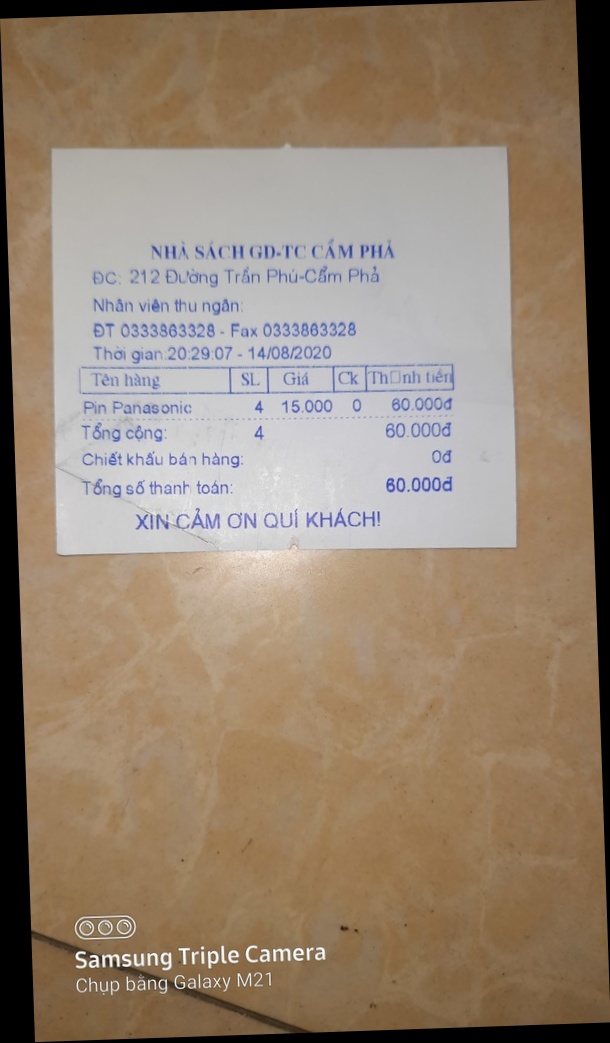 NHÀ SÁCH GD-TC CẨM PHẢ
ĐC: 212 Đường Trần Phú-Cẩm Phả
Nhân viên thu ngân:
ĐT 0333863328 - Fax 0333863328
Thời gian:20:29:07 - 14/08/2020
Tên hàng SL Giá Ck Th□nh tiền
Pin Panasonic 4 15.000 0 60.000đ
Tổng cộng: 4 60.000đ
Chiết khấu bán hàng: 0đ
Tổng số thanh toán: 60.000đ
XIN CẢM ƠN QUÍ KHÁCH!
Samsung Triple Camera
Chụp bằng Galaxy M21